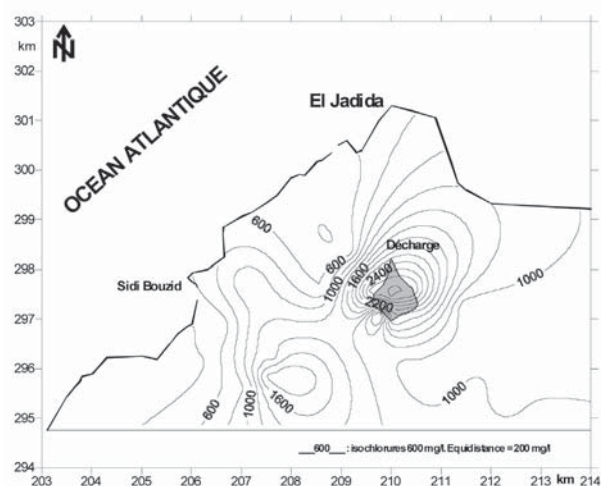 303
km
302
301
300
299
298
297
296
295
294
N
OCEAN ATLANTIQUE
El Jadida
Sidi Bouzid
Décharge
600
600
1000
1600
2400
2200
1000
1000
600
1000
1600
600 : isochlorures 600 mg/l. Equidistance = 200 mg/l
203 204 205 206 207 208 209 210 211 212 213 km 214